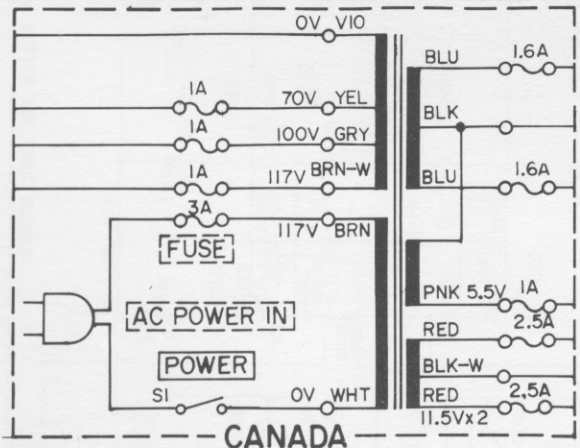 0V VIO
BLU 1.6A
1A
70V YEL
BLK
1A
100V GRY
1A
117V BRN-W
BLU 1.6A
3A
117V BRN
FUSE
PNK 5.5V 1A
AC POWER IN
RED 2.5A
POWER
BLK-W
S1
0V WHT
RED 2.5A
11.5Vx2
CANADA